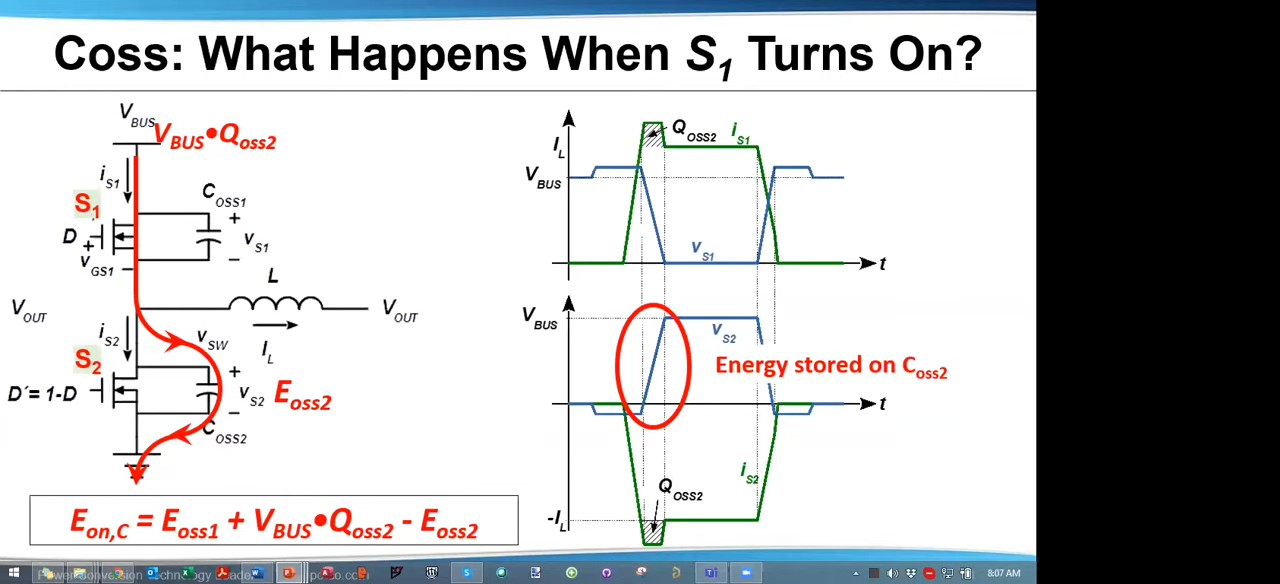 Coss: What Happens When S1 Turns On?
VBUS
VBUS•Qoss2
iS1
S1
COSS1
+
D
+
vS1
vGS1
–
–
L
VOUT
VOUT
iS2
vSW
IL
S2
+
D´= 1-D
vS2
Eoss2
–
COSS2
Eon,C = Eoss1 + VBUS•Qoss2 - Eoss2
QOSS2
iS1
IL
VBUS
vS1
t
VBUS
vS2
Energy stored on Coss2
t
iS2
QOSS2
-IL
8:07 AM